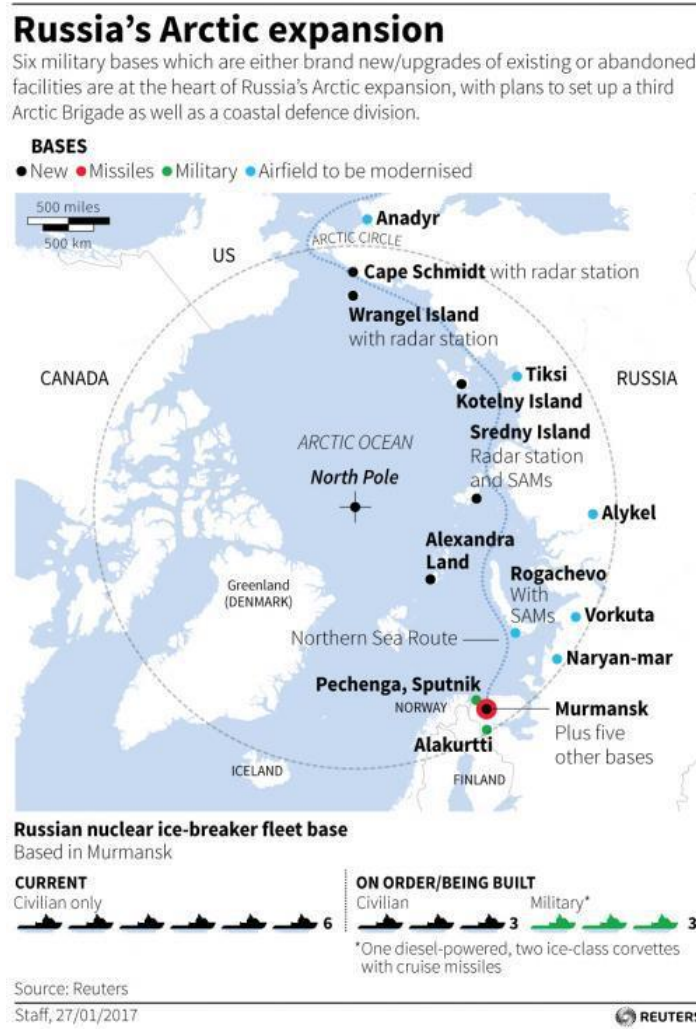 Russia's Arctic expansion
Six military bases which are either brand new/upgrades of existing or abandoned
facilities are at the heart of Russia's Arctic expansion, with plans to set up a third
Arctic Brigade as well as a coastal defence division.
BASES
New Missiles Military Airfield to be modernised
500 miles
500 km
Anadyr
ARCTIC CIRCLE
US
Cape Schmidt with radar station
Wrangel Island
with radar station
CANADA
Tiksi
RUSSIA
Kotelny Island
Sredny Island
Radar station
and SAMs
ARCTIC OCEAN
North Pole
Alykel
Alexandra
Land
Rogachevo
With
SAMs
Greenland
(DENMARK)
Vorkuta
Northern Sea Route
Naryan-mar
Pechenga, Sputnik
NORWAY
Murmansk
Plus five
other bases
Alakurtti
ICELAND
FINLAND
Russian nuclear ice-breaker fleet base
Based in Murmansk
CURRENT
Civilian only
6
ON ORDER/BEING BUILT
Civilian Military*
3 3
*One diesel-powered, two ice-class corvettes
with cruise missiles
Source: Reuters
Staff, 27/01/2017
REUTERS